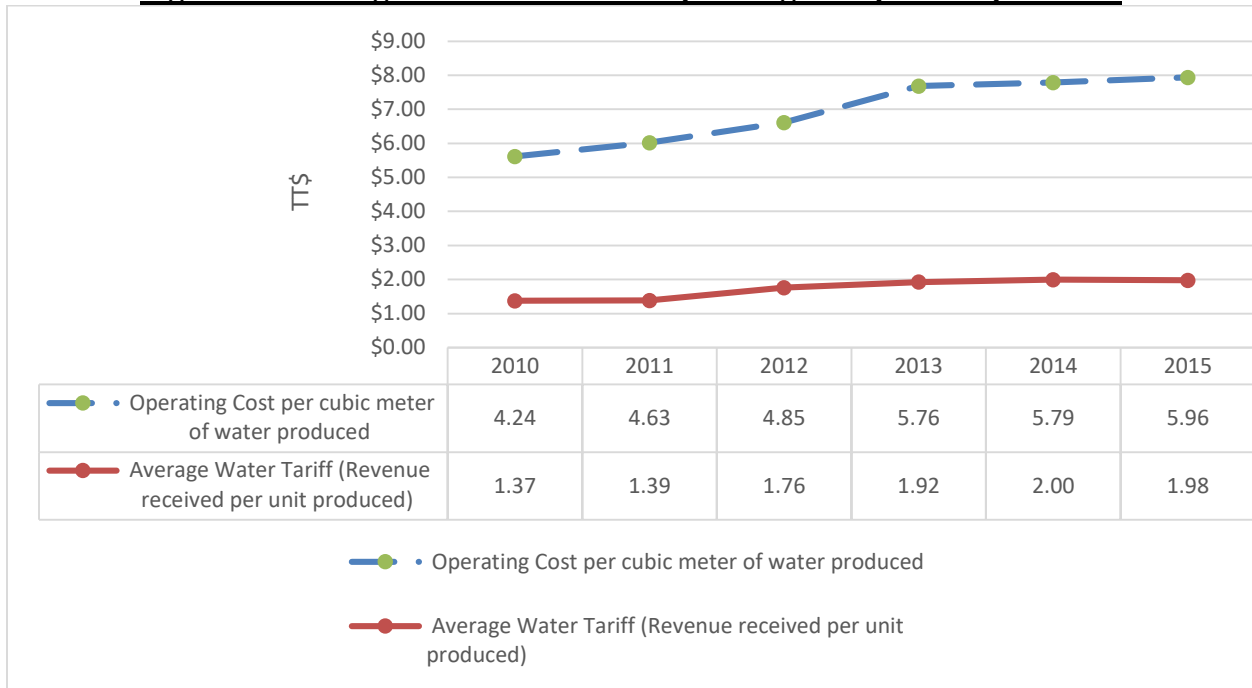 $9.00
$8.00
$7.00
$6.00
$5.00
$4.00
$3.00
$2.00
$1.00
$0.00
TT$
2010 2011 2012 2013 2014 2015
Operating Cost per cubic meter
of water produced
4.24 4.63 4.85 5.76 5.79 5.96
Average Water Tariff (Revenue
received per unit produced)
1.37 1.39 1.76 1.92 2.00 1.98
Operating Cost per cubic meter of water produced
Average Water Tariff (Revenue received per unit
produced)